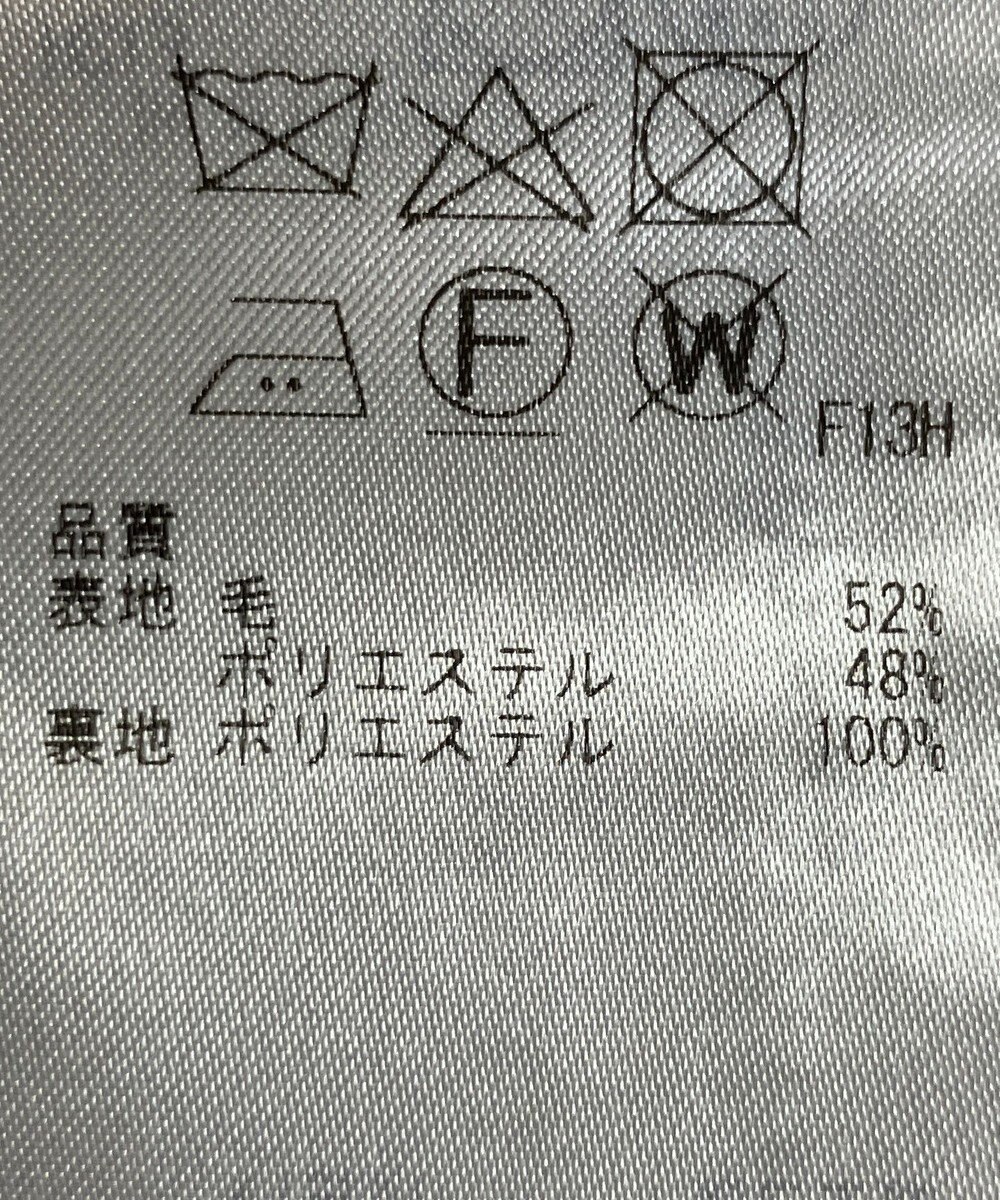 F
W
F13H
品質
表地 毛 52%
ポリエステル 48%
裏地 ポリエステル 100%